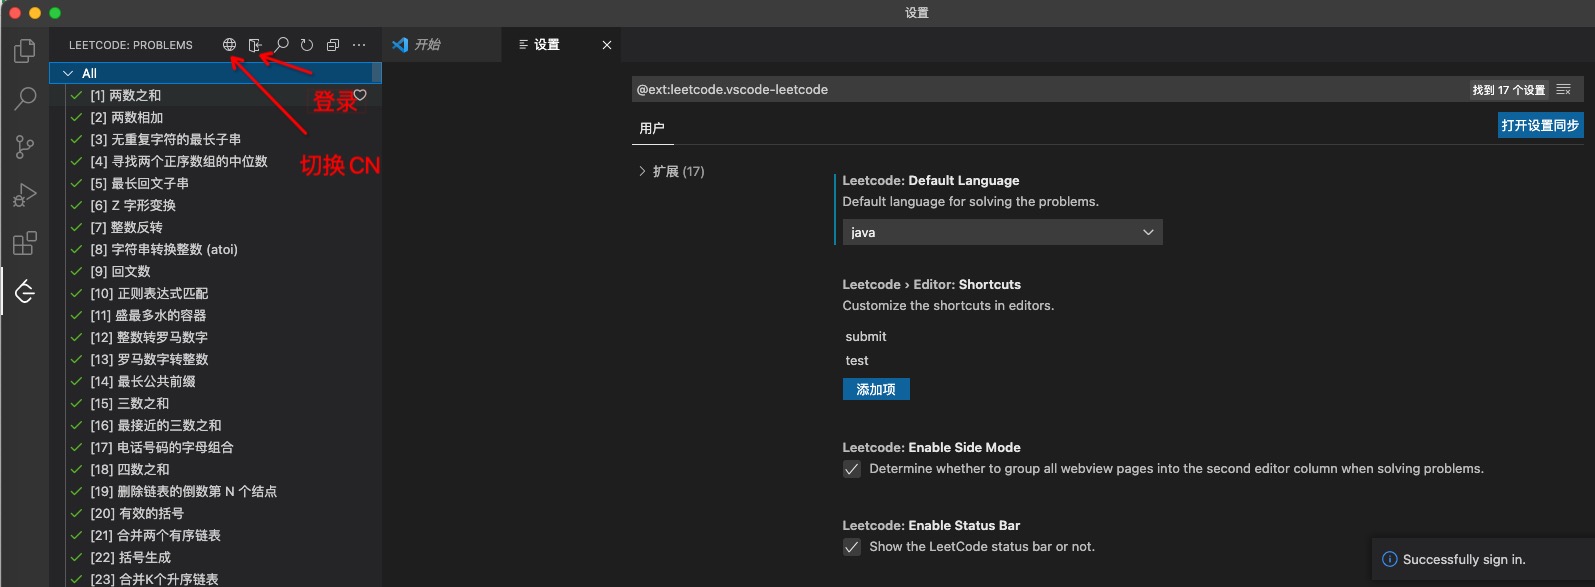 设置
LEETCODE: PROBLEMS
开始
设置
All
[1] 两数之和
[2] 两数相加
[3] 无重复字符的最长子串
[4] 寻找两个正序数组的中位数
[5] 最长回文子串
[6] Z 字形变换
[7] 整数反转
[8] 字符串转换整数 (atoi)
[9] 回文数
[10] 正则表达式匹配
[11] 盛最多水的容器
[12] 整数转罗马数字
[13] 罗马数字转整数
[14] 最长公共前缀
[15] 三数之和
[16] 最接近的三数之和
[17] 电话号码的字母组合
[18] 四数之和
[19] 删除链表的倒数第 N 个结点
[20] 有效的括号
[21] 合并两个有序链表
[22] 括号生成
[23] 合并K个升序链表
登录
切换 CN
@ext:leetcode.vscode-leetcode
找到 17 个设置
用户
打开设置同步
扩展 (17)
Leetcode: Default Language
Default language for solving the problems.
java
Leetcode › Editor: Shortcuts
Customize the shortcuts in editors.
submit
test
添加项
Leetcode: Enable Side Mode
Determine whether to group all webview pages into the second editor column when solving problems.
Leetcode: Enable Status Bar
Show the LeetCode status bar or not.
Successfully sign in.